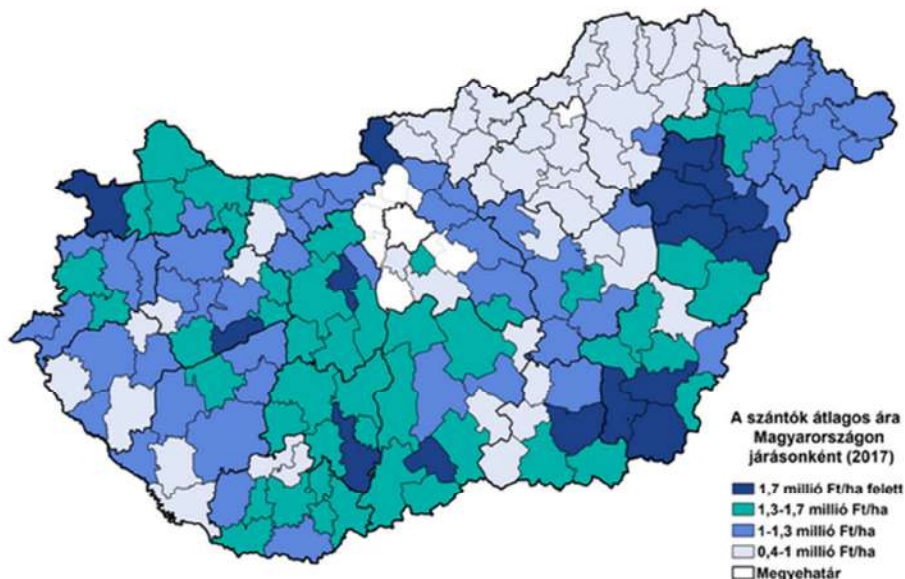 A szántók átlagos ára
Magyarországon
járásonként (2017)
1,7 millió Ft/ha felett
1,3-1,7 millió Ft/ha
1-1,3 millió Ft/ha
0,4-1 millió Ft/ha
Megyehatár